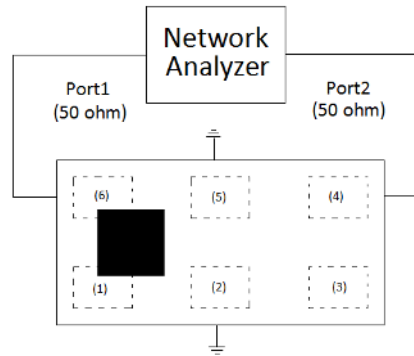 Network
Analyzer
Port1
(50 ohm)
Port2
(50 ohm)
(6)
(5)
(4)
(1)
(2)
(3)